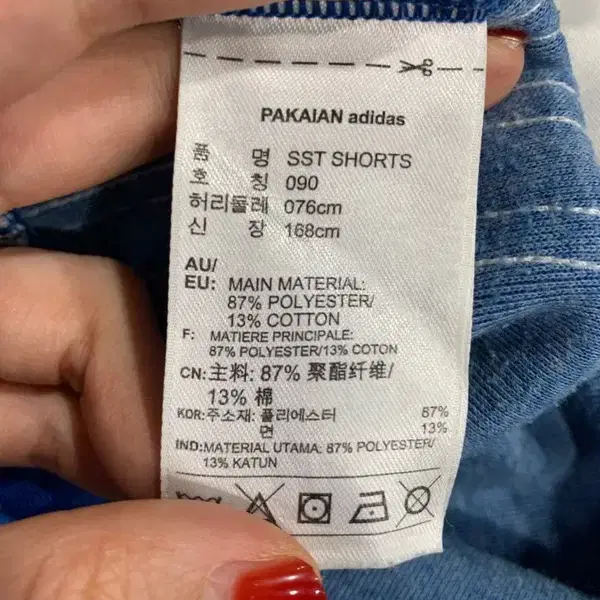 PAKAIAN adidas
품 명 SST SHORTS
호 칭 090
허리둘레 076cm
신 장 168cm
AU/
EU: MAIN MATERIAL:
87% POLYESTER/
13% COTTON
F: MATIERE PRINCIPALE:
87% POLYESTER/13% COTON
CN:主料: 87% 聚酯纤维/
13% 棉
KOR:주소재: 폴리에스터 87%
면 13%
IND:MATERIAL UTAMA: 87% POLYESTER/
13% KATUN